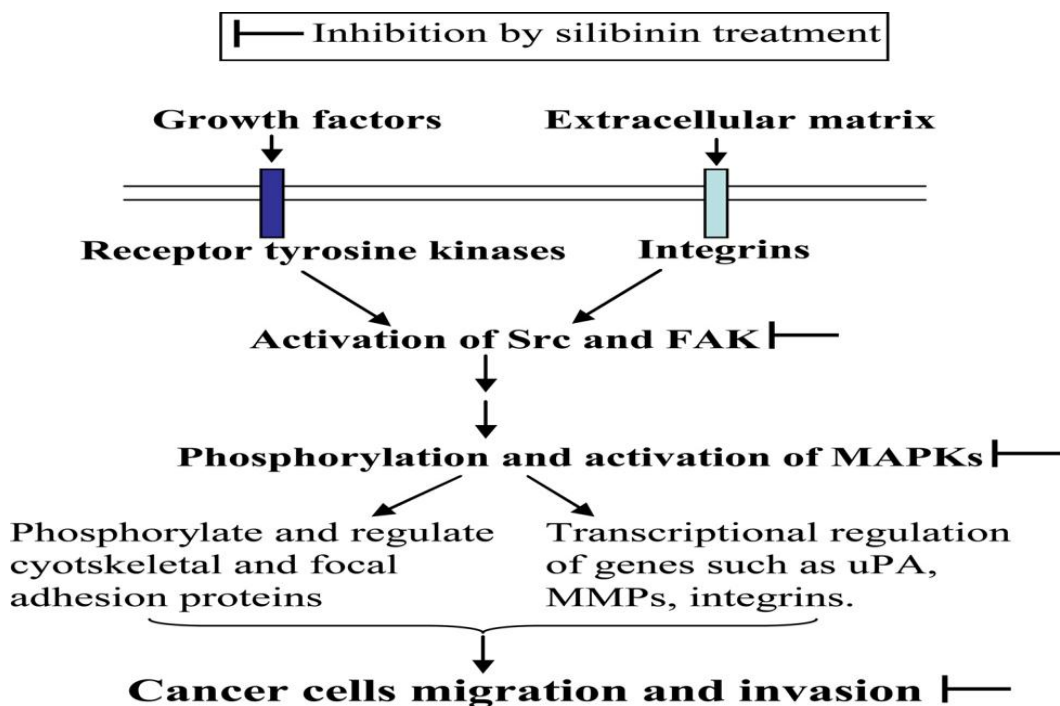 Inhibition by silibinin treatment
Growth factors
Extracellular matrix
Receptor tyrosine kinases
Integrins
Activation of Src and FAK
Phosphorylation and activation of MAPKs
Phosphorylate and regulate
cyotskeletal and focal
adhesion proteins
Transcriptional regulation
of genes such as uPA,
MMPs, integrins.
Cancer cells migration and invasion